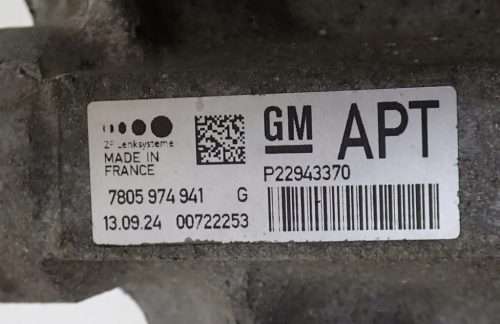 ZF Lenksysteme
MADE IN
FRANCE
7805 974 941 G
13.09.24 00722253
GM APT
P22943370